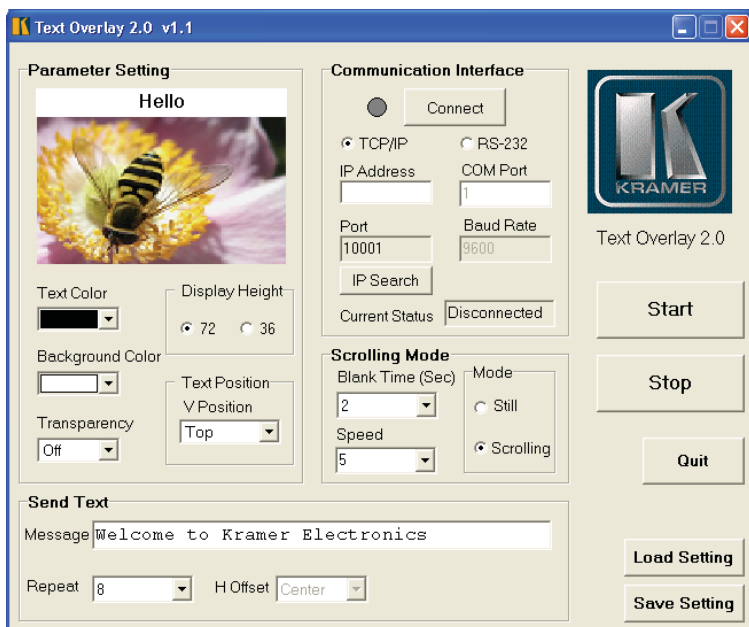 Text Overlay 2.0 v1.1
Parameter Setting
Hello
Text Color
Display Height
72 36
Background Color
Text Position
V Position
Top
Transparency
Off
Communication Interface
Connect
TCP/IP RS-232
IP Address COM Port
1
Port Baud Rate
10001 9600
IP Search
Current Status Disconnected
Scrolling Mode
Blank Time (Sec)
2
Speed
5
Mode
Still
Scrolling
KRAMER
Text Overlay 2.0
Start
Stop
Quit
Send Text
Message Welcome to Kramer Electronics
Repeat 8 H Offset Center
Load Setting
Save Setting